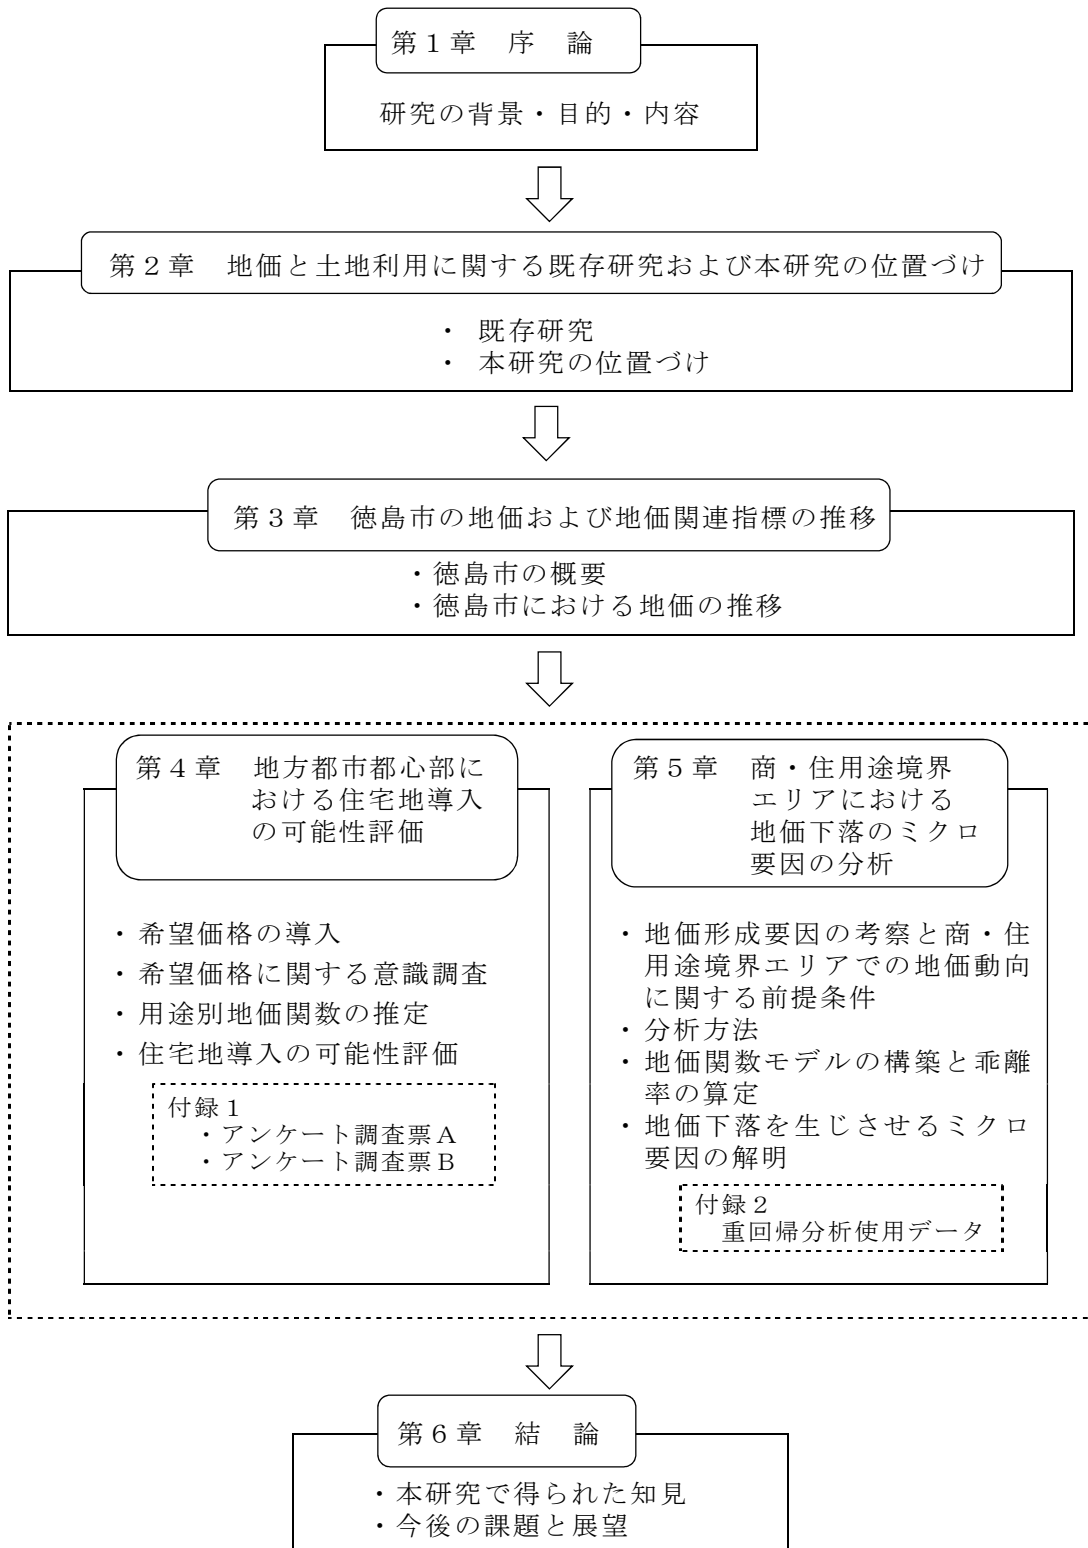 第１章　序　論
研究の背景・目的・内容
第２章　地価と土地利用に関する既存研究および本研究の位置づけ
・ 既存研究
・ 本研究の位置づけ
第３章　徳島市の地価および地価関連指標の推移
・徳島市の概要
・徳島市における地価の推移
第４章　地方都市都心部に
おける住宅地導入
の可能性評価
・希望価格の導入
・希望価格に関する意識調査
・用途別地価関数の推定
・住宅地導入の可能性評価
付録１
・アンケート調査票Ａ
・アンケート調査票Ｂ
第５章　商・住用途境界
エリアにおける
地価下落のミクロ
要因の分析
・地価形成要因の考察と商・住
用途境界エリアでの地価動向
に関する前提条件
・分析方法
・地価関数モデルの構築と乖離
率の算定
・地価下落を生じさせるミクロ
要因の解明
付録２
重回帰分析使用データ
第６章　結　論
・本研究で得られた知見
・今後の課題と展望